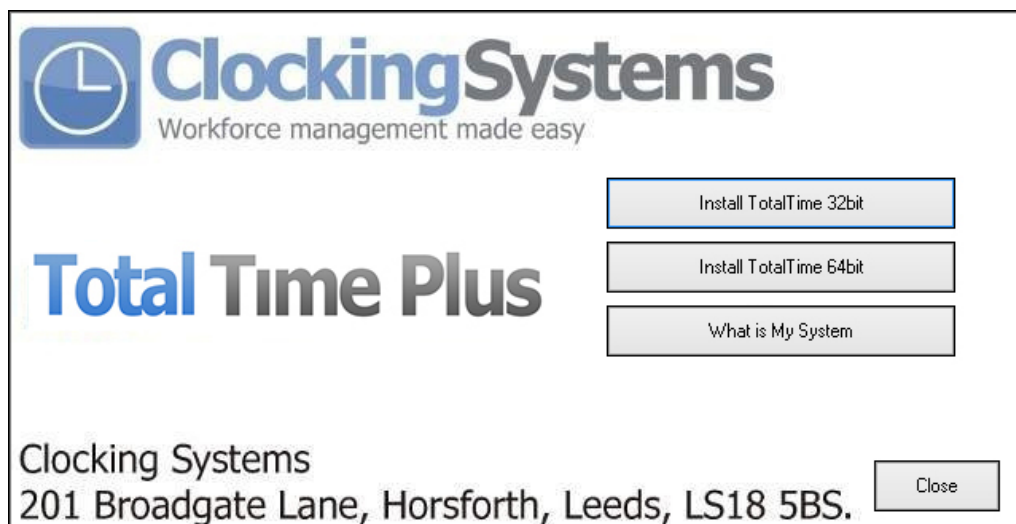 ClockingSystems
Workforce management made easy
Install TotalTime 32bit
Total Time Plus
Install TotalTime 64bit
What is My System
Clocking Systems
201 Broadgate Lane, Horsforth, Leeds, LS18 5BS.
Close